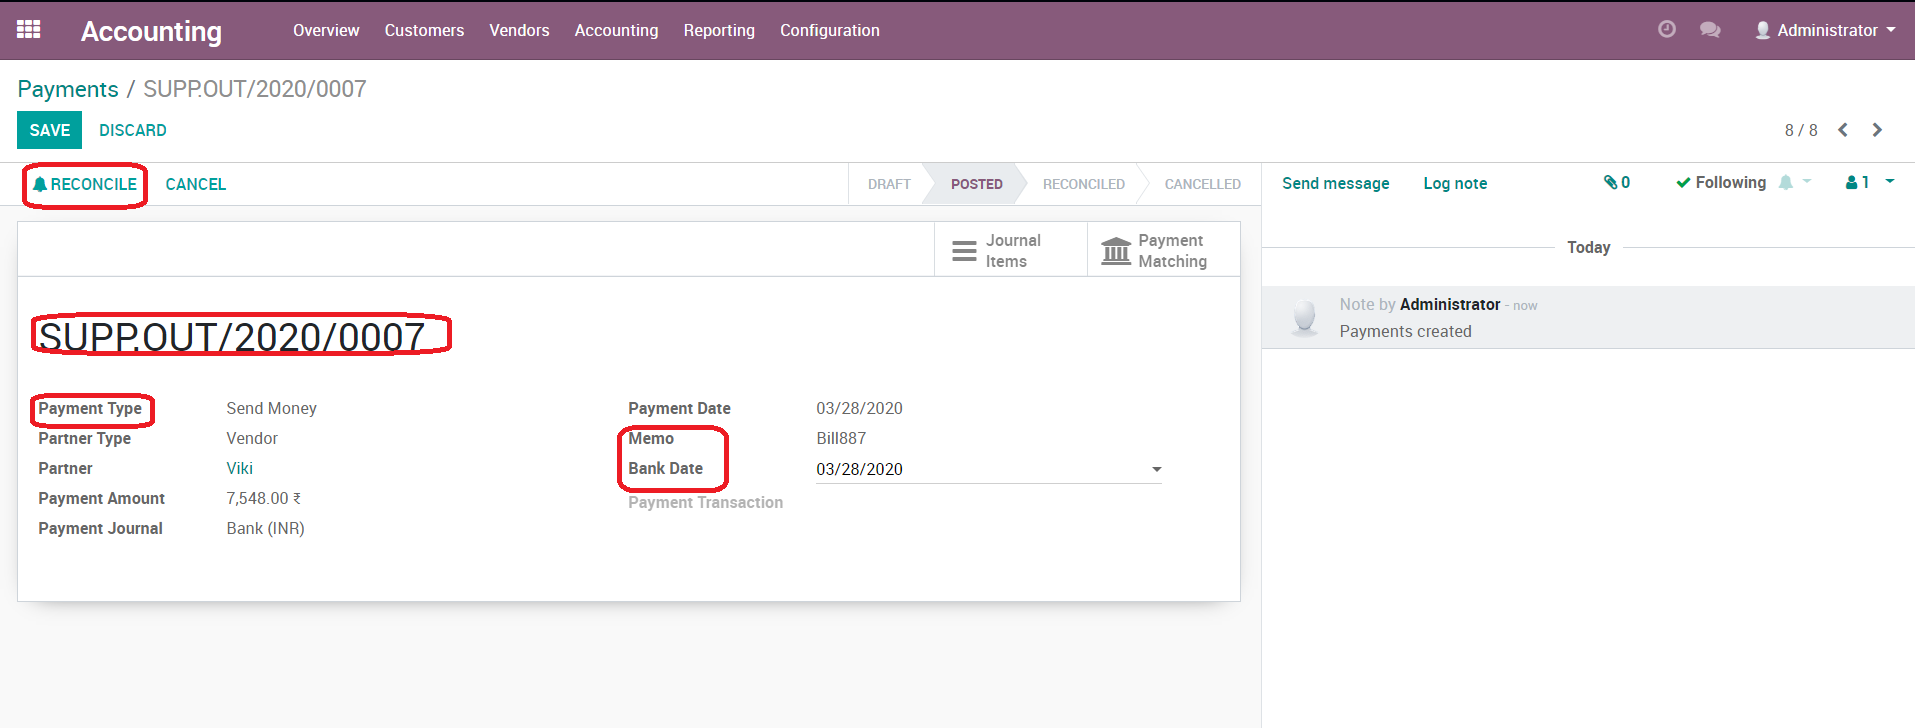 Accounting Overview Customers Vendors Accounting Reporting Configuration Administrator
Payments / SUPP.OUT/2020/0007
SAVE DISCARD 8 / 8
RECONCILE CANCEL DRAFT POSTED RECONCILED CANCELLED Send message Log note 0 Following 1
Journal
Items
Payment
Matching
Today
SUPP.OUT/2020/0007
Note by Administrator - now
Payments created
Payment Type Send Money
Partner Type Vendor
Partner Viki
Payment Amount 7,548.00 ₹
Payment Journal Bank (INR)
Payment Date 03/28/2020
Memo Bill887
Bank Date 03/28/2020
Payment Transaction